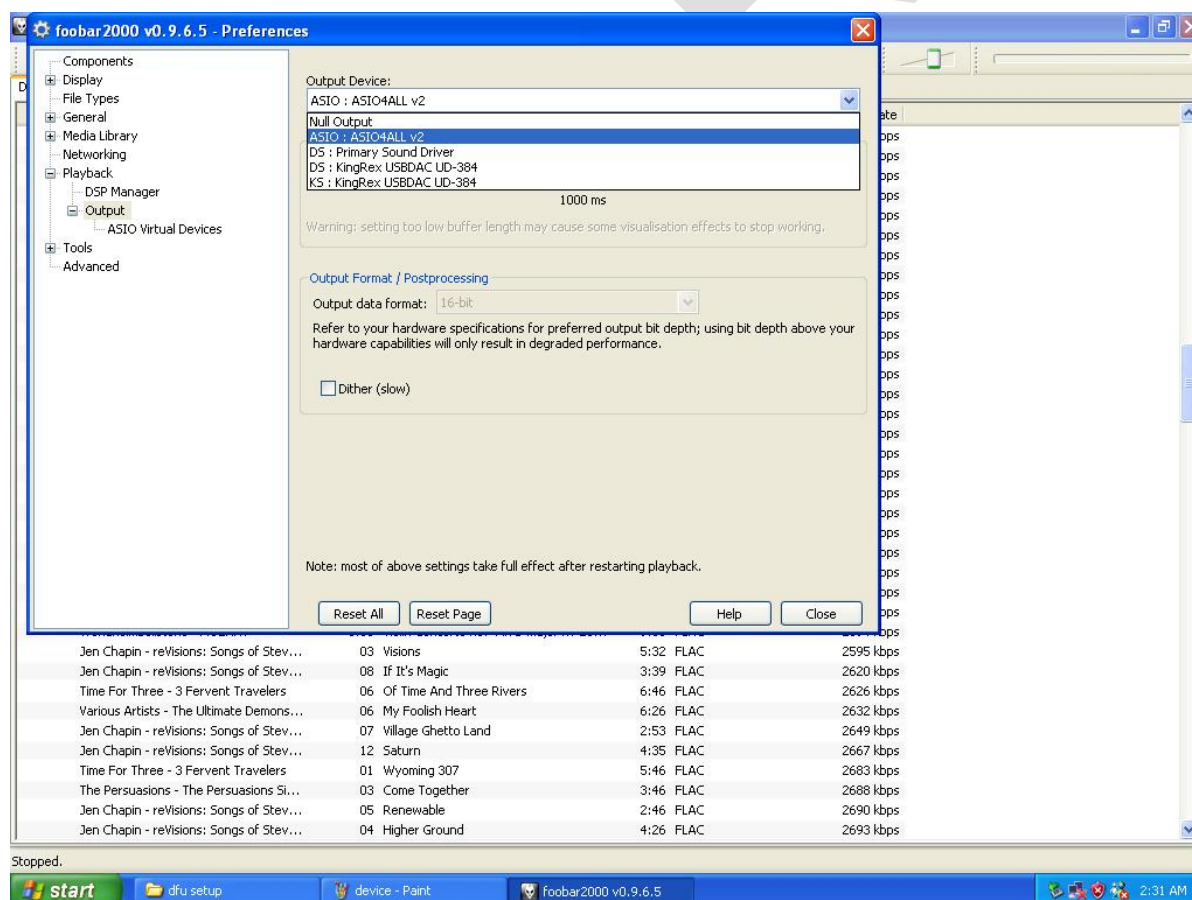 foobar2000 v0.9.6.5 - Preferences
Components
Display
File Types
General
Media Library
Networking
Playback
DSP Manager
Output
ASIO Virtual Devices
Tools
Advanced
Output Device:
ASIO : ASIO4ALL v2
Null Output
ASIO : ASIO4ALL v2
DS : Primary Sound Driver
DS : KingRex USBDAC UD-384
KS : KingRex USBDAC UD-384
1000 ms
Warning: setting too low buffer length may cause some visualisation effects to stop working.
Output Format / Postprocessing
Output data format: 16-bit
Refer to your hardware specifications for preferred output bit depth; using bit depth above your
hardware capabilities will only result in degraded performance.
Dither (slow)
Note: most of above settings take full effect after restarting playback.
Reset All Reset Page Help Close
Jen Chapin - reVisions: Songs of Stev... 03 Visions 5:32 FLAC 2595 kbps
Jen Chapin - reVisions: Songs of Stev... 08 If It's Magic 3:39 FLAC 2620 kbps
Time For Three - 3 Fervent Travelers 06 Of Time And Three Rivers 6:46 FLAC 2626 kbps
Various Artists - The Ultimate Demons... 06 My Foolish Heart 6:26 FLAC 2632 kbps
Jen Chapin - reVisions: Songs of Stev... 07 Village Ghetto Land 2:53 FLAC 2649 kbps
Jen Chapin - reVisions: Songs of Stev... 12 Saturn 4:35 FLAC 2667 kbps
Time For Three - 3 Fervent Travelers 01 Wyoming 307 5:46 FLAC 2683 kbps
The Persuasions - The Persuasions Si... 03 Come Together 3:46 FLAC 2688 kbps
Jen Chapin - reVisions: Songs of Stev... 05 Renewable 2:46 FLAC 2690 kbps
Jen Chapin - reVisions: Songs of Stev... 04 Higher Ground 4:26 FLAC 2693 kbps
Stopped.
start dfu setup device - Paint foobar2000 v0.9.6.5 2:31 AM